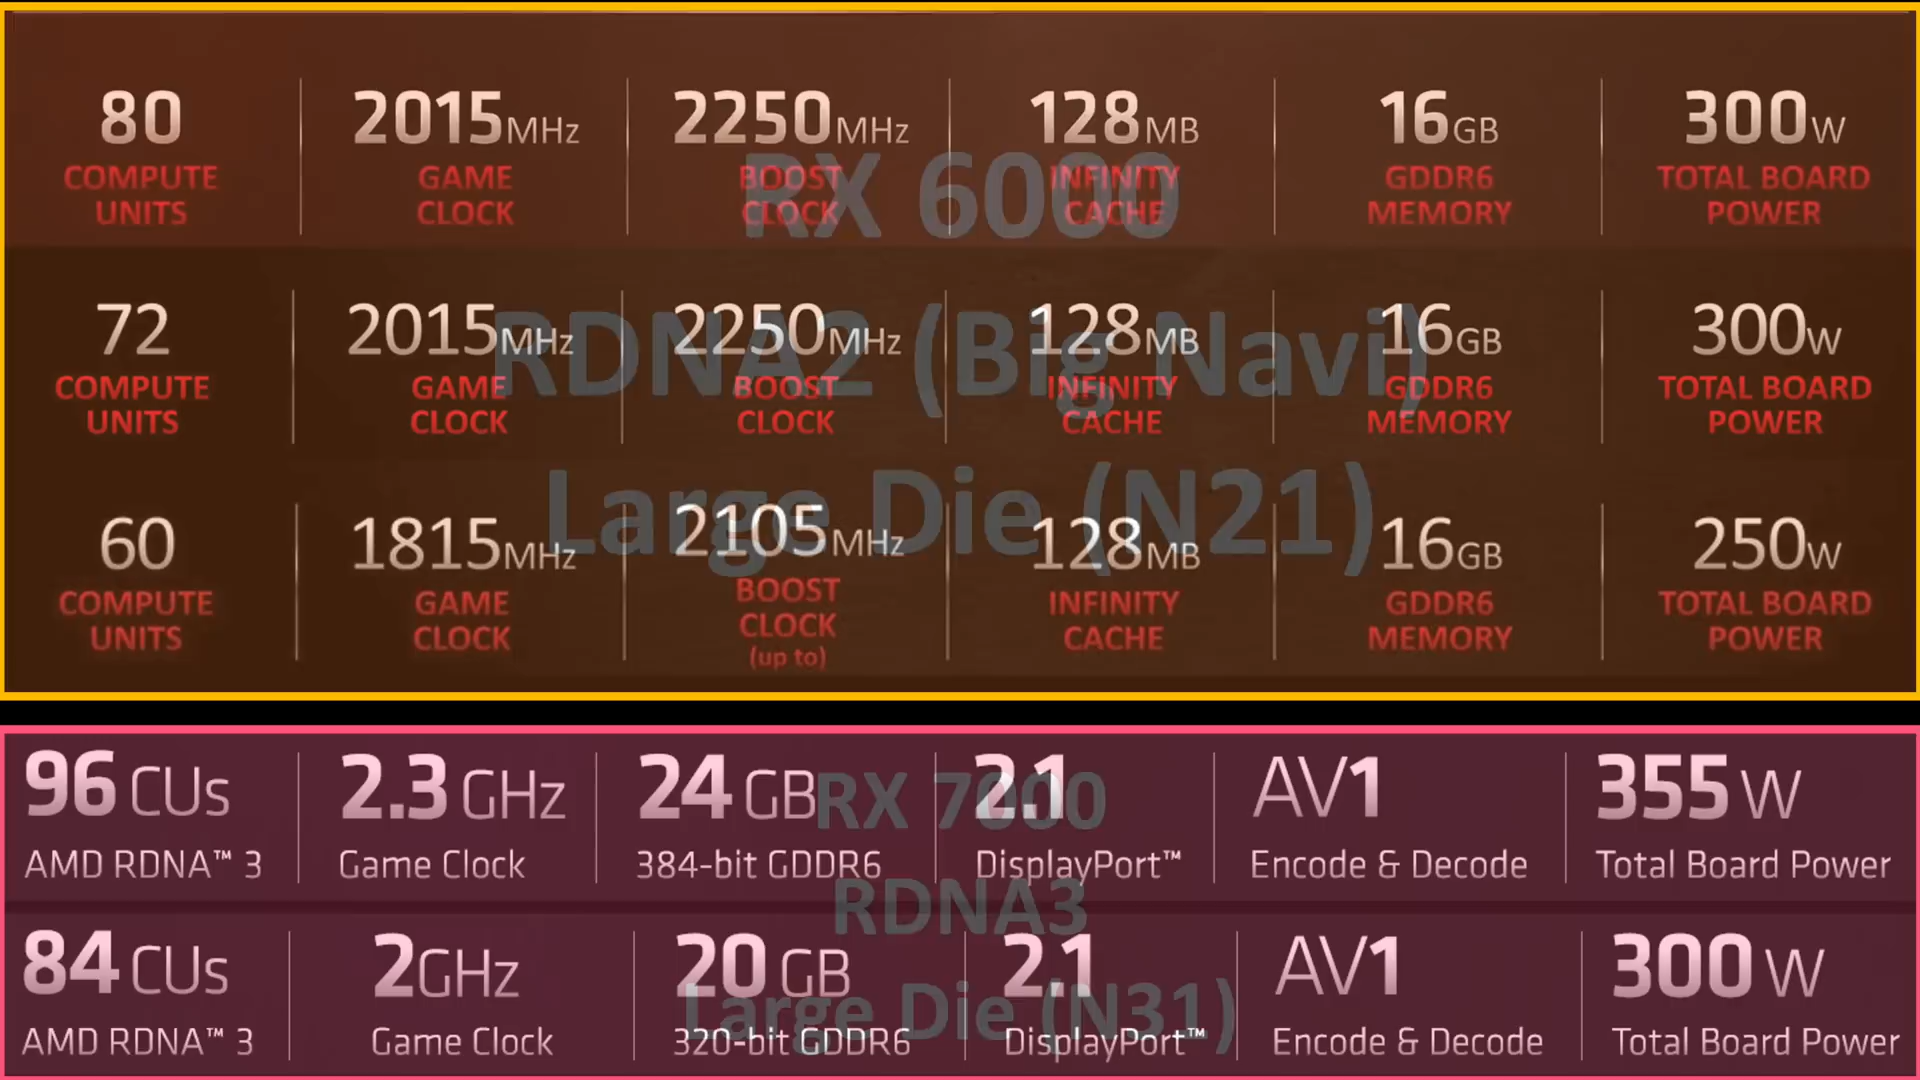 80
COMPUTE
UNITS
2015MHz
GAME
CLOCK
2250MHz
BOOST
CLOCK
128MB
INFINITY
CACHE
16GB
GDDR6
MEMORY
300W
TOTAL BOARD
POWER
RX 6000
72
COMPUTE
UNITS
2015MHz
GAME
CLOCK
2250MHz
BOOST
CLOCK
128MB
INFINITY
CACHE
16GB
GDDR6
MEMORY
300W
TOTAL BOARD
POWER
RDNA2 (Big Navi)
60
COMPUTE
UNITS
1815MHz
GAME
CLOCK
2105MHz
BOOST
CLOCK
(up to)
128MB
INFINITY
CACHE
16GB
GDDR6
MEMORY
250W
TOTAL BOARD
POWER
Large Die (N21)
96 CUs
AMD RDNA™ 3
2.3 GHz
Game Clock
24 GB
384-bit GDDR6
2.1
DisplayPort™
AV1
Encode & Decode
355 W
Total Board Power
RX 7000
RDNA3
84 CUs
AMD RDNA™ 3
2GHz
Game Clock
20 GB
320-bit GDDR6
2.1
DisplayPort™
AV1
Encode & Decode
300 W
Total Board Power
Large Die (N31)